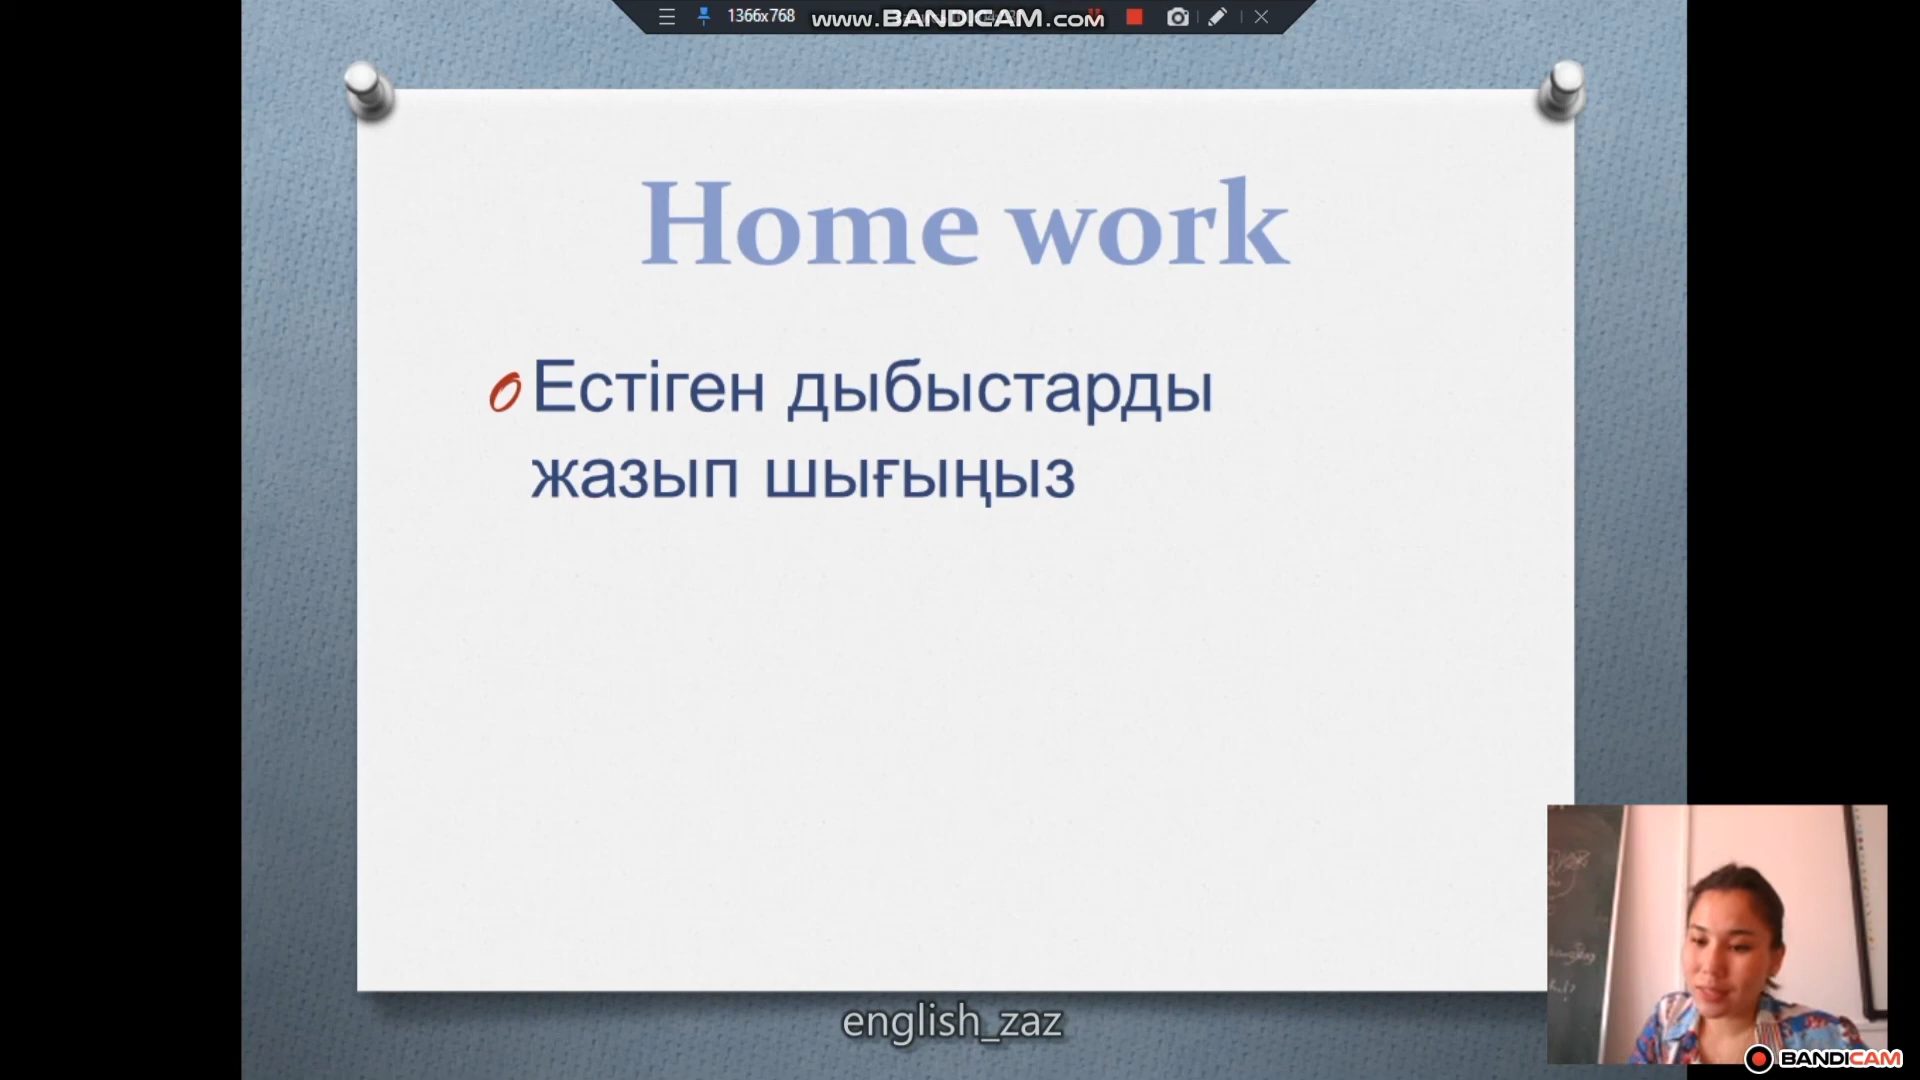 1366x768
www.BANDICAM.com
Home work
Естіген дыбыстарды
жазып шығыңыз
english_zaz
BANDICAM